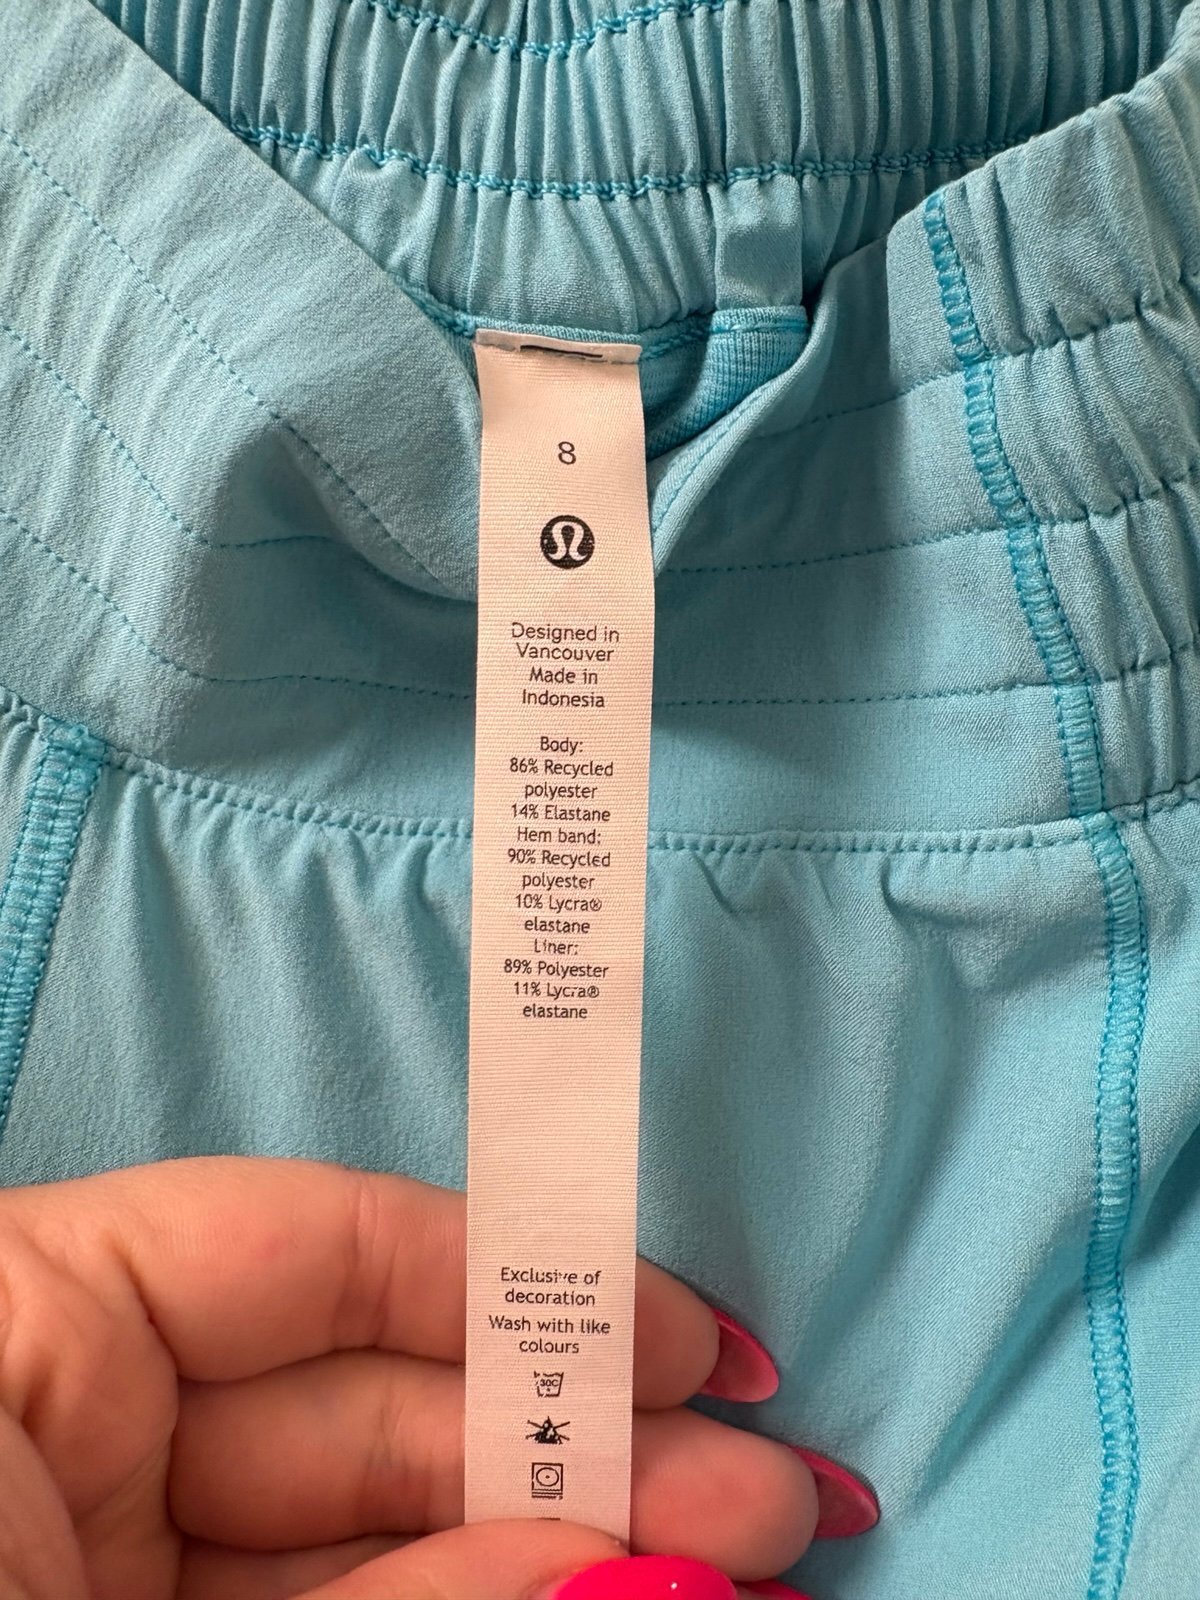 8
Designed in
Vancouver
Made in
Indonesia
Body:
86% Recycled
polyester
14% Elastane
Hem band:
90% Recycled
polyester
10% Lycra®
elastane
Liner:
89% Polyester
11% Lycra®
elastane
Exclusive of
decoration
Wash with like
colours
30C